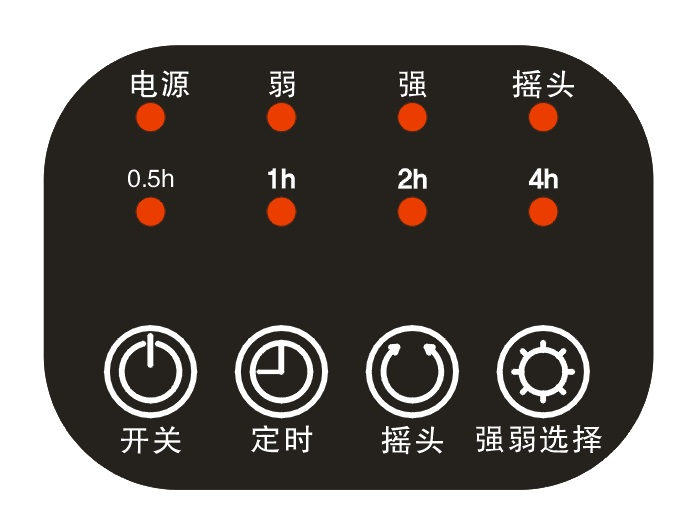 电源 弱 强 摇头
0.5h 1h 2h 4h
开关 定时 摇头 强弱选择